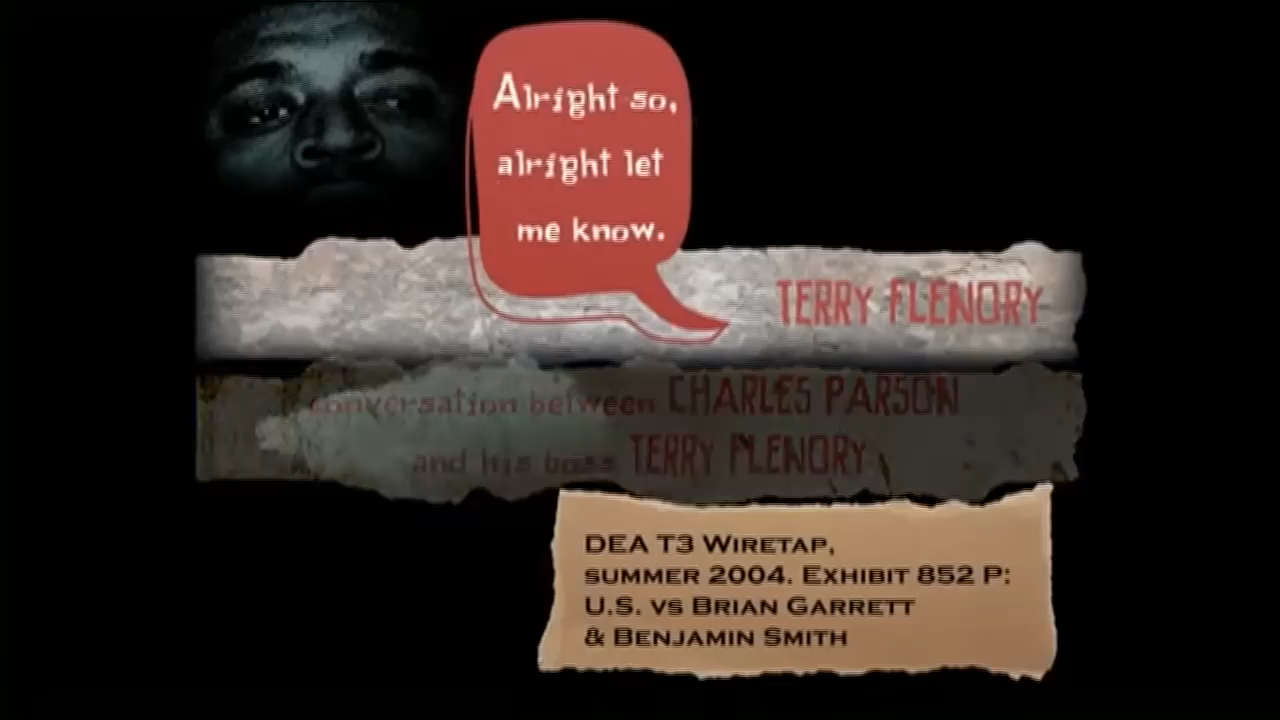 Alright so,
alright let
me know.
TERRY FLENORY
conversation between CHARLES PARSON
and his boss TERRY FLENORY
DEA T3 WIRETAP,
SUMMER 2004. EXHIBIT 852 P:
U.S. VS BRIAN GARRETT
& BENJAMIN SMITH